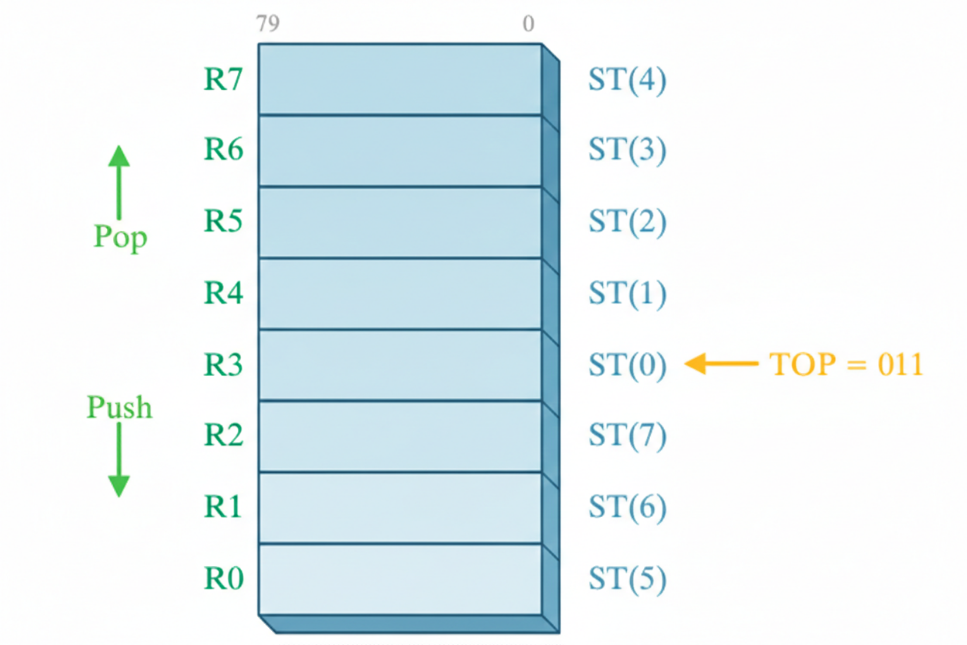 79 0
R7 ST(4)
R6 ST(3)
Pop
R5 ST(2)
R4 ST(1)
R3 ST(0) TOP = 011
Push
R2 ST(7)
R1 ST(6)
R0 ST(5)